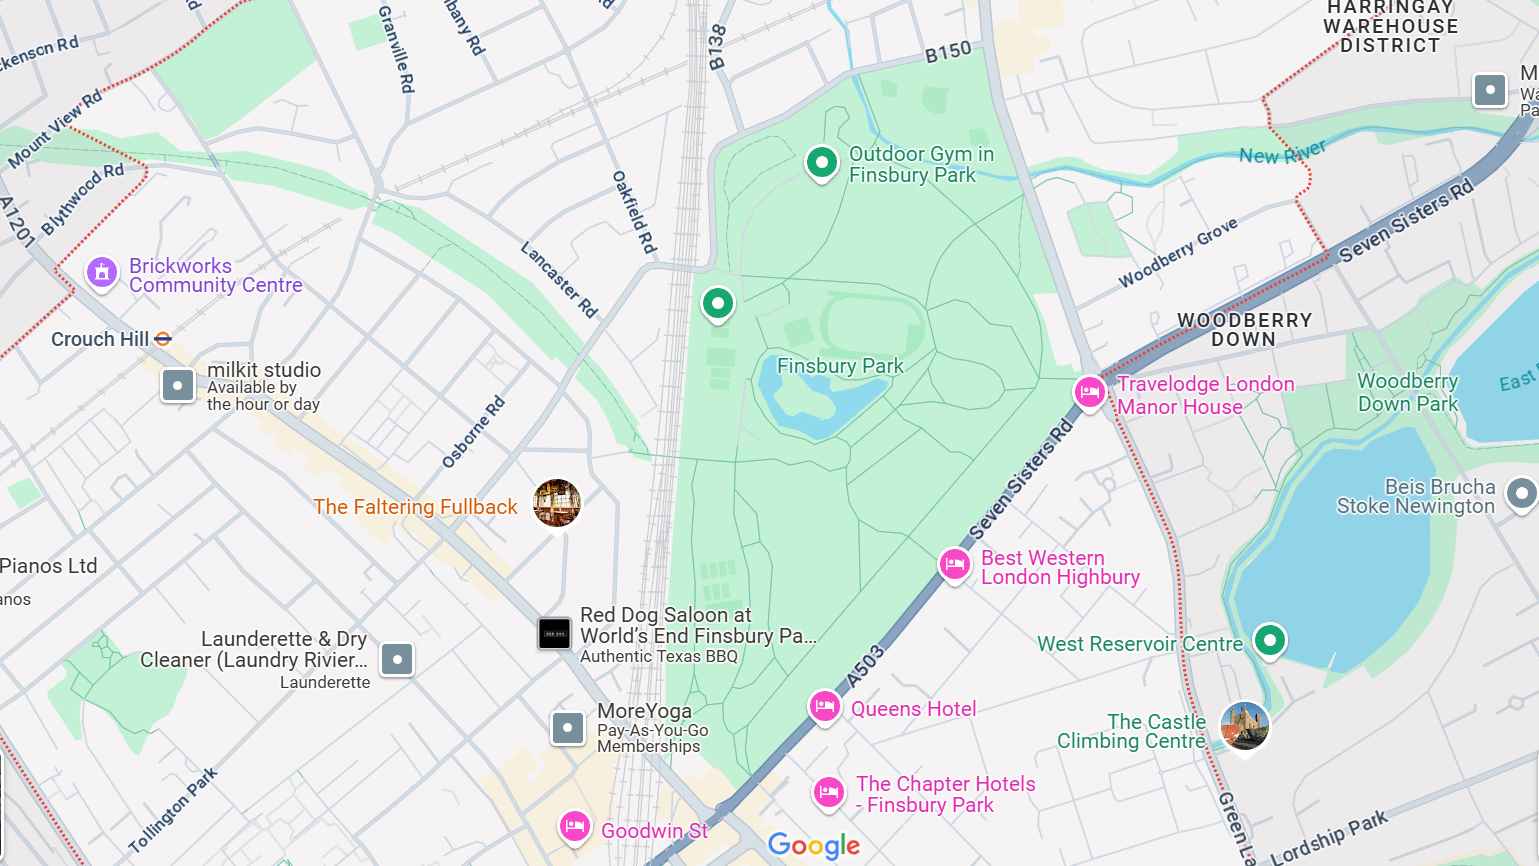 ckenson Rd
Granville Rd
bany Rd
B138
B150
HARRINGAY
WAREHOUSE
DISTRICT
M
Wa
Pa
Mount View Rd
Blythwood Rd
A1201
Oakfield Rd
Outdoor Gym in
Finsbury Park
New River
Seven Sisters Rd
Woodberry Grove
Brickworks
Community Centre
Lancaster Rd
Crouch Hill
WOODBERRY
DOWN
milkit studio
Available by
the hour or day
Finsbury Park
Travelodge London
Manor House
Woodberry
Down Park
East
Osborne Rd
Seven Sisters Rd
The Faltering Fullback
Beis Brucha
Stoke Newington
Pianos Ltd
anos
Best Western
London Highbury
Red Dog Saloon at
World's End Finsbury Pa...
Authentic Texas BBQ
Launderette & Dry
Cleaner (Laundry Rivier...
Launderette
West Reservoir Centre
A503
Queens Hotel
MoreYoga
Pay-As-You-Go
Memberships
The Castle
Climbing Centre
Tollington Park
The Chapter Hotels
- Finsbury Park
Goodwin St
Google
Green La
Lordship Park